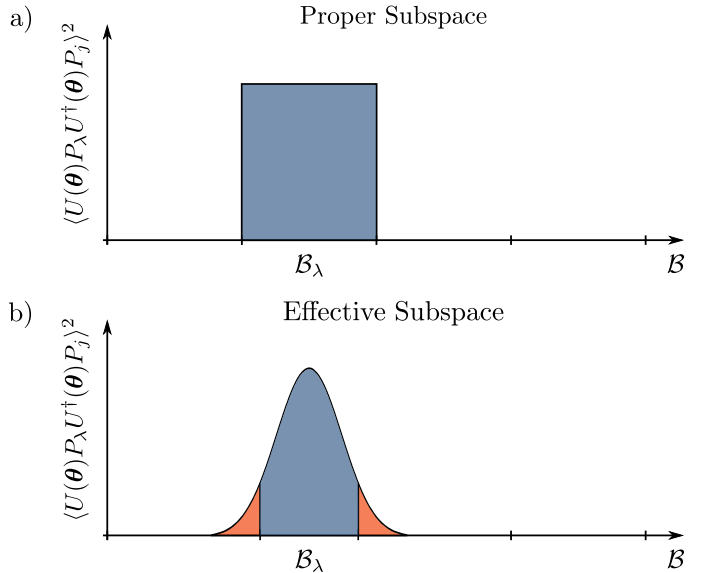 a)
Proper Subspace
⟨U(𝜽)P_λU†(𝜽)P_j⟩²
𝓑_λ
𝓑
b)
Effective Subspace
⟨U(𝜽)P_λU†(𝜽)P_j⟩²
𝓑_λ
𝓑